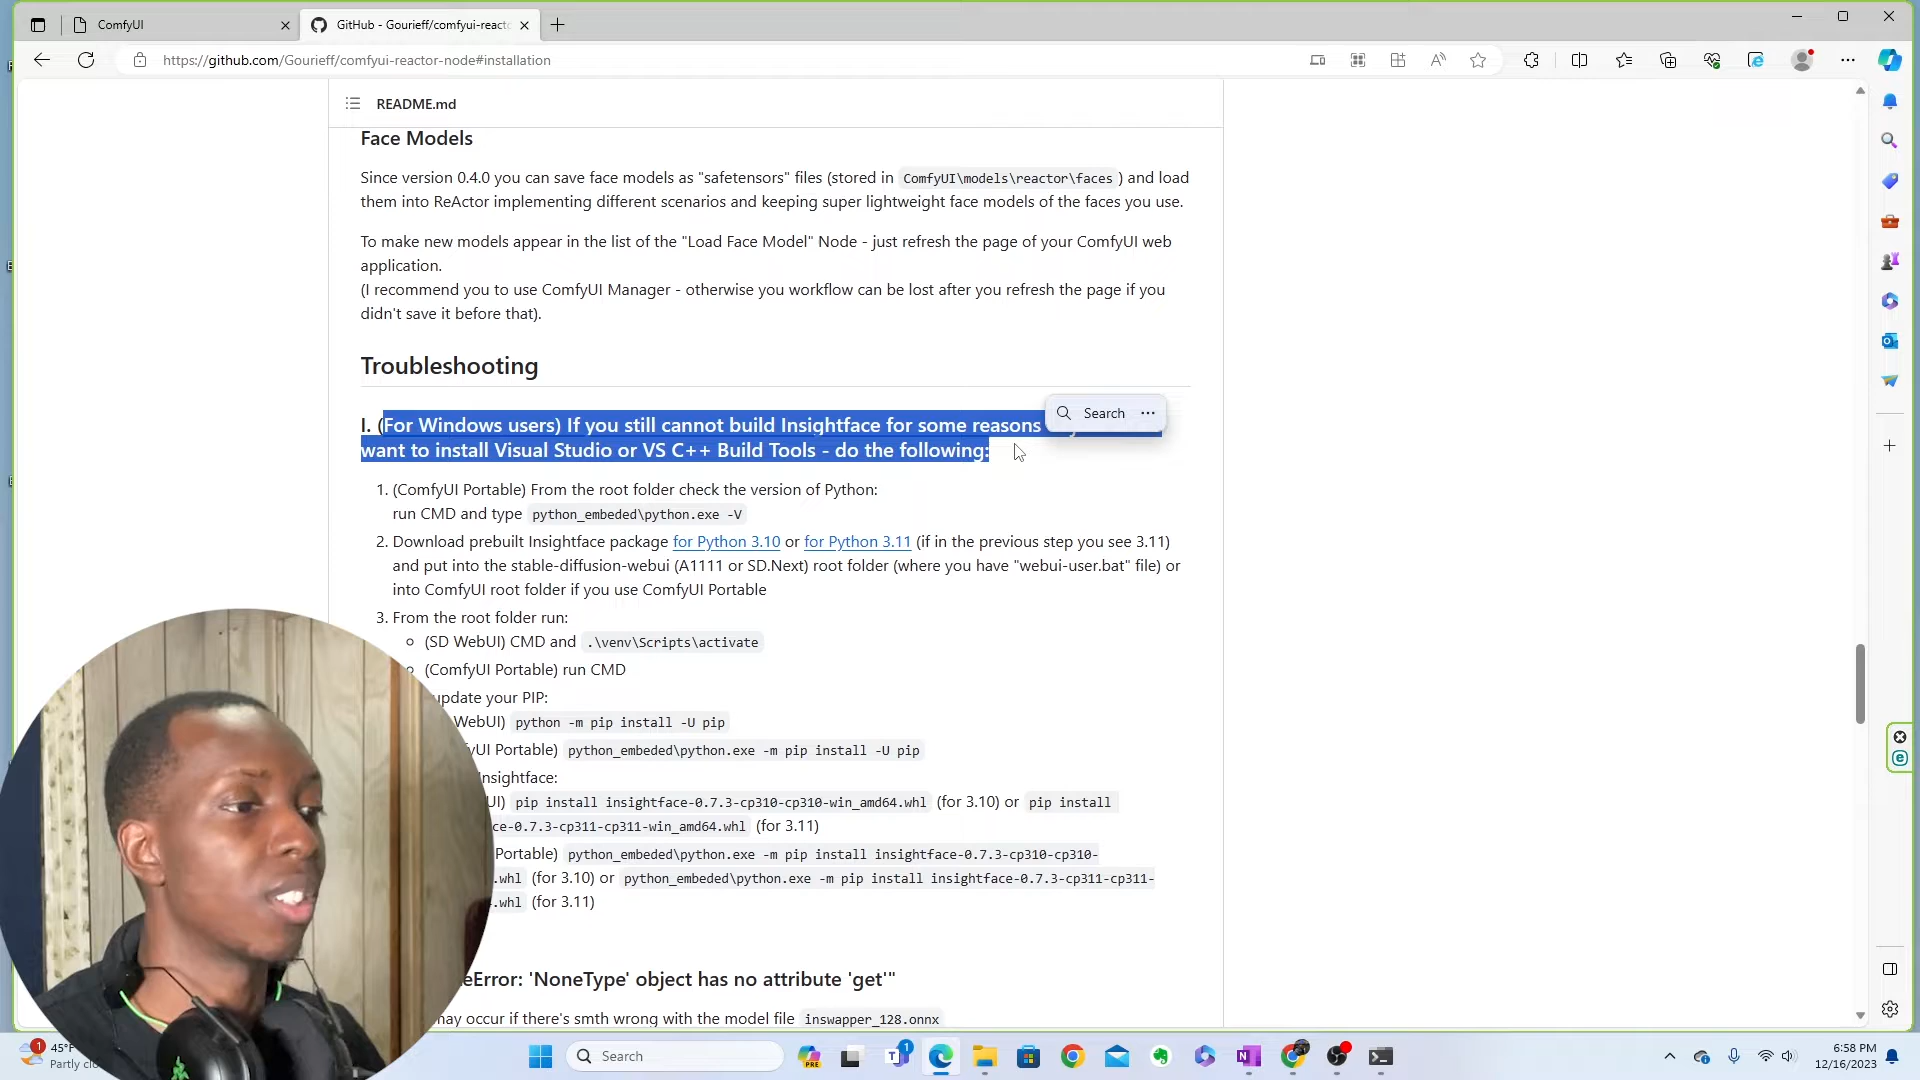 ComfyUI
GitHub - Gourieff/comfyui-reactor
https://github.com/Gourieff/comfyui-reactor-node#installation
README.md
Face Models
Since version 0.4.0 you can save face models as "safetensors" files (stored in ComfyUI\models\reactor\faces ) and load
them into ReActor implementing different scenarios and keeping super lightweight face models of the faces you use.
To make new models appear in the list of the "Load Face Model" Node - just refresh the page of your ComfyUI web
application.
(I recommend you to use ComfyUI Manager - otherwise you workflow can be lost after you refresh the page if you
didn't save it before that).
Troubleshooting
I. (For Windows users) If you still cannot build Insightface for some reasons
Search
want to install Visual Studio or VS C++ Build Tools - do the following:
1. (ComfyUI Portable) From the root folder check the version of Python:
run CMD and type python_embeded\python.exe -V
2. Download prebuilt Insightface package for Python 3.10 or for Python 3.11 (if in the previous step you see 3.11)
and put into the stable-diffusion-webui (A1111 or SD.Next) root folder (where you have "webui-user.bat" file) or
into ComfyUI root folder if you use ComfyUI Portable
3. From the root folder run:
(SD WebUI) CMD and .\venv\Scripts\activate
(ComfyUI Portable) run CMD
update your PIP:
WebUI) python -m pip install -U pip
yUI Portable) python_embeded\python.exe -m pip install -U pip
Insightface:
UI) pip install insightface-0.7.3-cp310-cp310-win_amd64.whl (for 3.10) or pip install
ce-0.7.3-cp311-cp311-win_amd64.whl (for 3.11)
Portable) python_embeded\python.exe -m pip install insightface-0.7.3-cp310-cp310-
.whl (for 3.10) or python_embeded\python.exe -m pip install insightface-0.7.3-cp311-cp311-
.whl (for 3.11)
eError: 'NoneType' object has no attribute 'get'"
may occur if there's smth wrong with the model file inswapper_128.onnx
1
45°F
Partly clo
Search
PRE
1
6:58 PM
12/16/2023